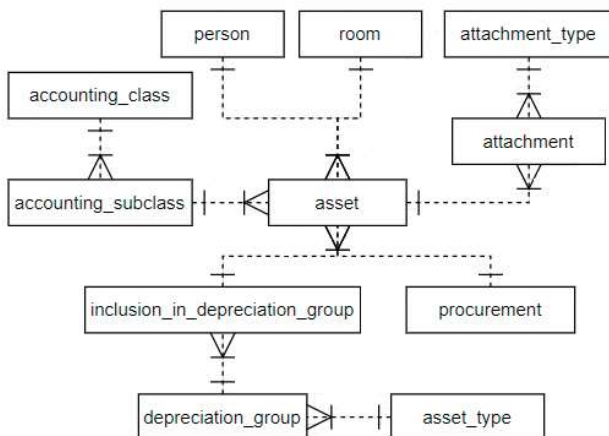 person
room
attachment_type
accounting_class
attachment
accounting_subclass
asset
inclusion_in_depreciation_group
procurement
depreciation_group
asset_type